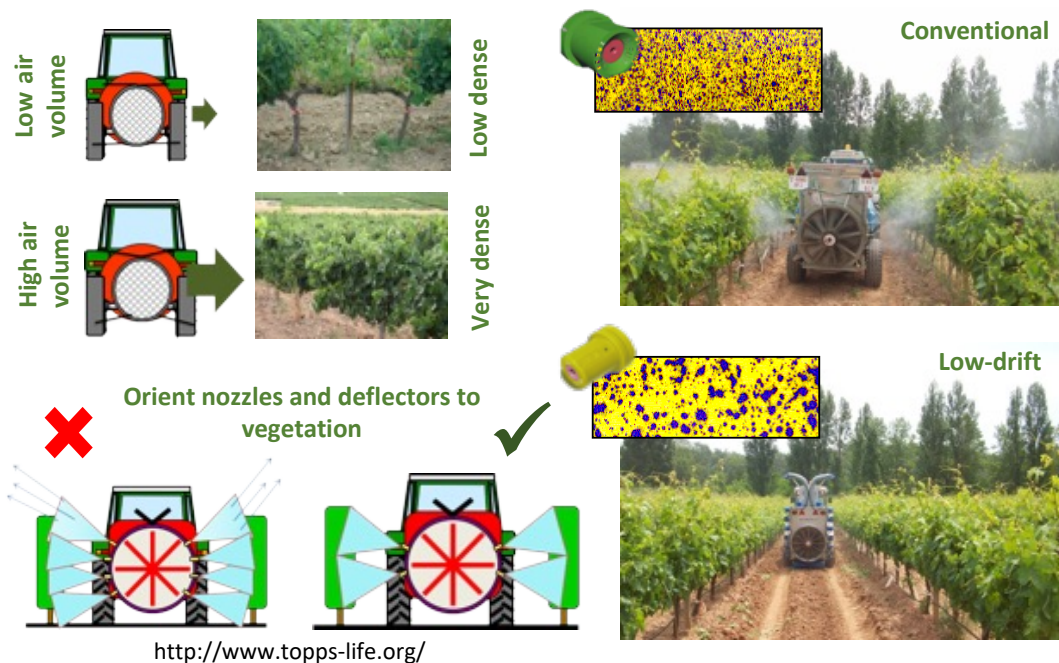 Low air
volume
Low dense
High air
volume
Very dense
Orient nozzles and deflectors to
vegetation
http://www.topps-life.org/
Conventional
Low-drift